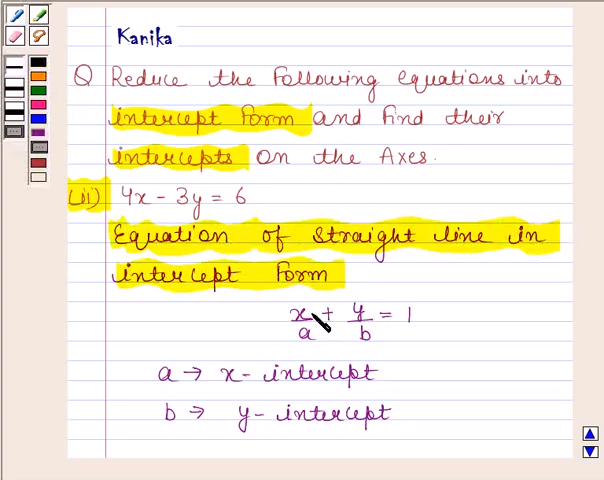 Kanika
Q Reduce the following equations into
intercept form and find their
intercepts on the Axes.
(ii) 4x - 3y = 6
Equation of straight line in
intercept form
x/a + y/b = 1
a → x - intercept
b → y - intercept